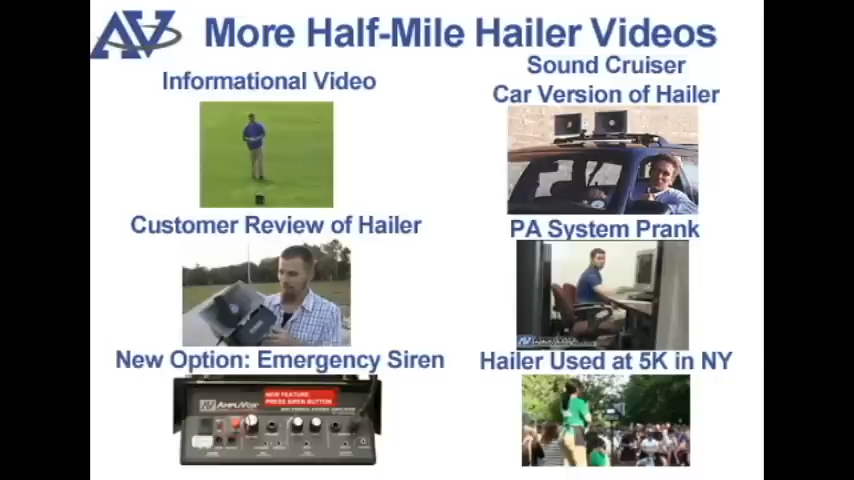 AV More Half-Mile Hailer Videos
Informational Video
Sound Cruiser
Car Version of Hailer
Customer Review of Hailer
PA System Prank
New Option: Emergency Siren
Hailer Used at 5K in NY
NEW FEATURE:
PRESS SIREN BUTTON
AMPLIVOX